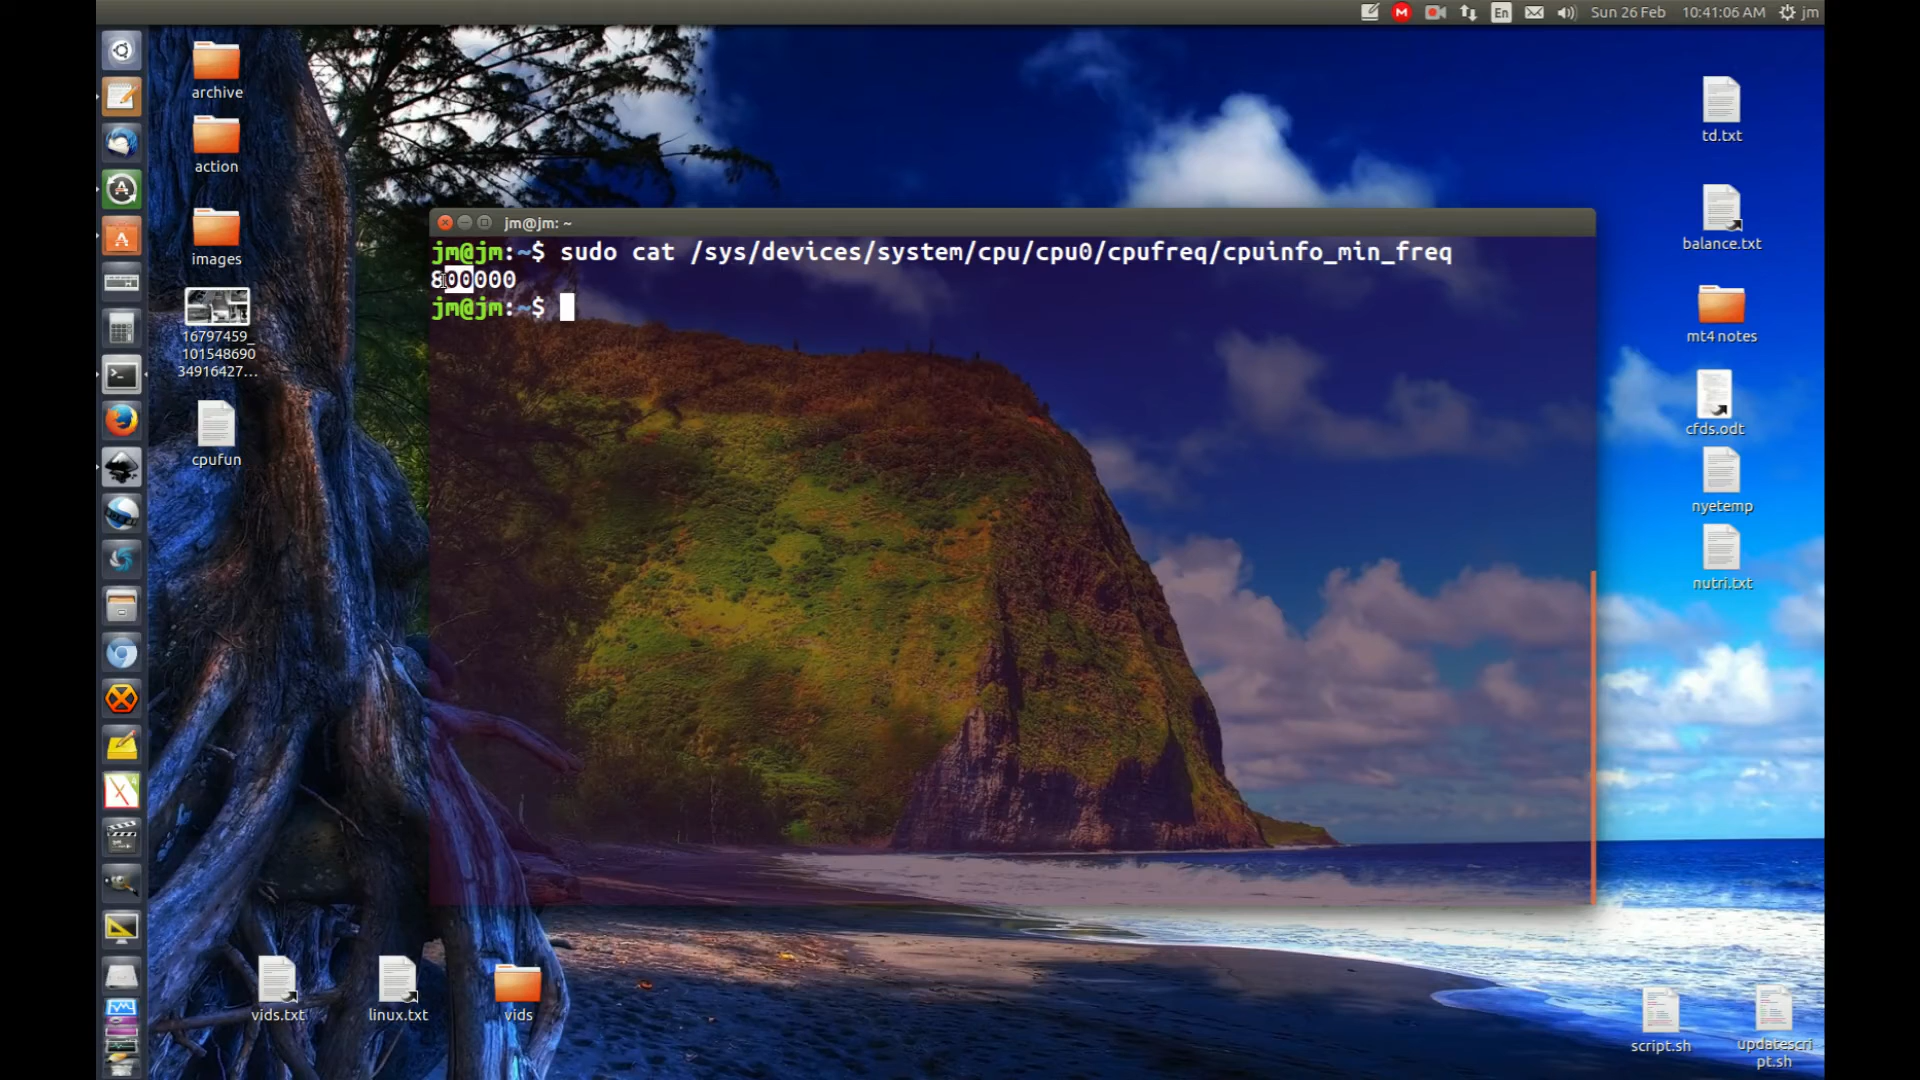 En
Sun 26 Feb
10:41:06 AM
jm
archive
action
images
16797459_
101548690
34916427...
cpufun
jm@jm: ~
jm@jm:~$ sudo cat /sys/devices/system/cpu/cpu0/cpufreq/cpuinfo_min_freq
800000
jm@jm:~$
td.txt
balance.txt
mt4 notes
cfds.odt
nyetemp
nutri.txt
vids.txt
linux.txt
vids
script.sh
updatescri
pt.sh